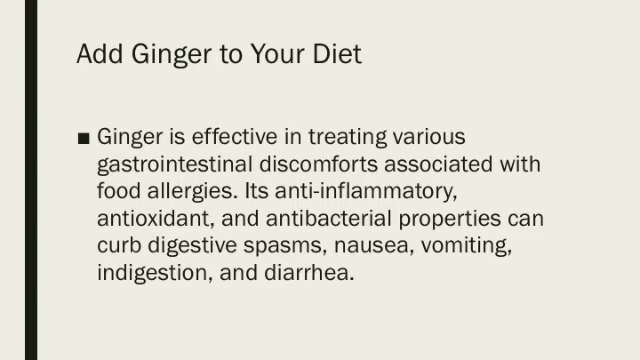 Add Ginger to Your Diet
■ Ginger is effective in treating various
gastrointestinal discomforts associated with
food allergies. Its anti-inflammatory,
antioxidant, and antibacterial properties can
curb digestive spasms, nausea, vomiting,
indigestion, and diarrhea.